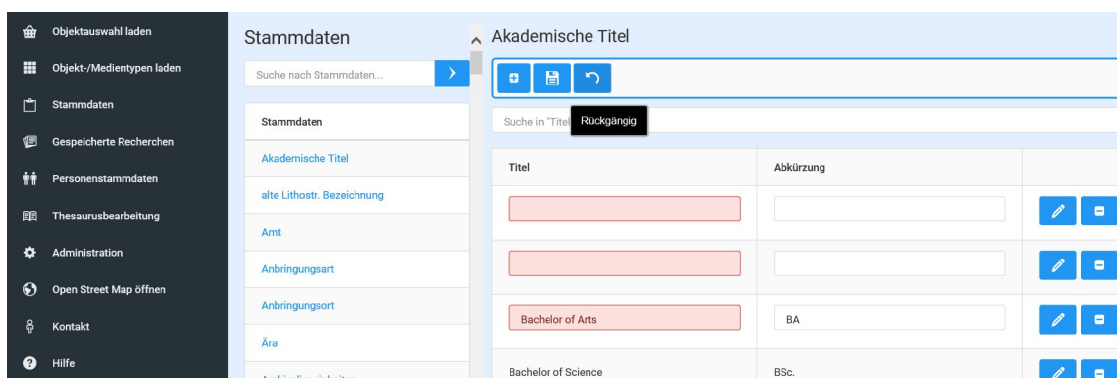 Objektauswahl laden
Objekt-/Medientypen laden
Stammdaten
Gespeicherte Recherchen
Personenstammdaten
Thesaurusbearbeitung
Administration
Open Street Map öffnen
Kontakt
Hilfe
Stammdaten
Suche nach Stammdaten...
Stammdaten
Akademische Titel
alte Lithostr. Bezeichnung
Amt
Anbringungsart
Anbringungsort
Ära
Akademische Titel
Rückgängig
Suche in "Titel
Titel Abkürzung
Bachelor of Arts BA
Bachelor of Science BSc.